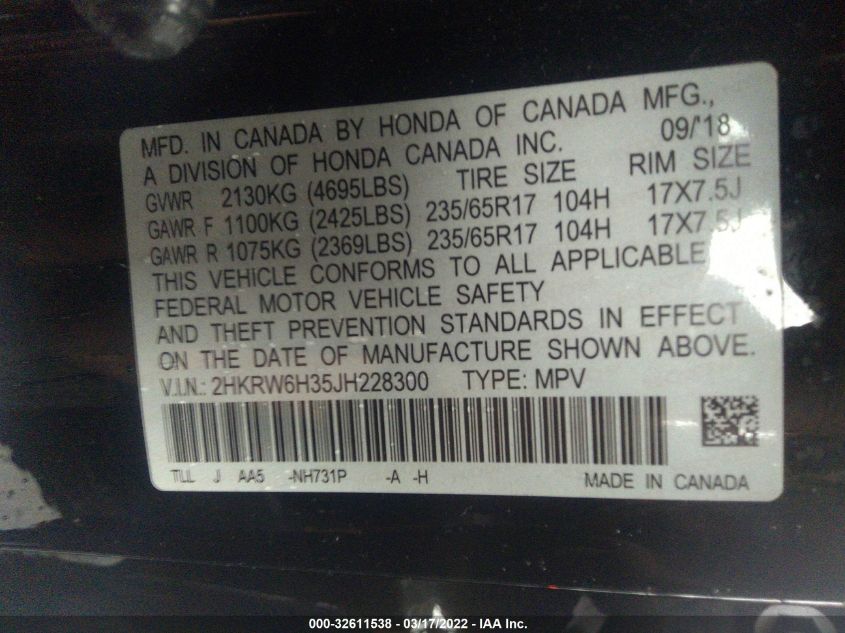 MFD. IN CANADA BY HONDA OF CANADA MFG.,
A DIVISION OF HONDA CANADA INC. 09/'18
GVWR 2130KG (4695LBS) TIRE SIZE RIM SIZE
GAWR F 1100KG (2425LBS) 235/65R17 104H 17X7.5J
GAWR R 1075KG (2369LBS) 235/65R17 104H 17X7.5J
THIS VEHICLE CONFORMS TO ALL APPLICABLE
FEDERAL MOTOR VEHICLE SAFETY
AND THEFT PREVENTION STANDARDS IN EFFECT
ON THE DATE OF MANUFACTURE SHOWN ABOVE.
V.I.N.: 2HKRW6H35JH228300 TYPE: MPV
TLL J AA5 -NH731P -A -H MADE IN CANADA
000-32611538 - 03/17/2022 - IAA Inc.